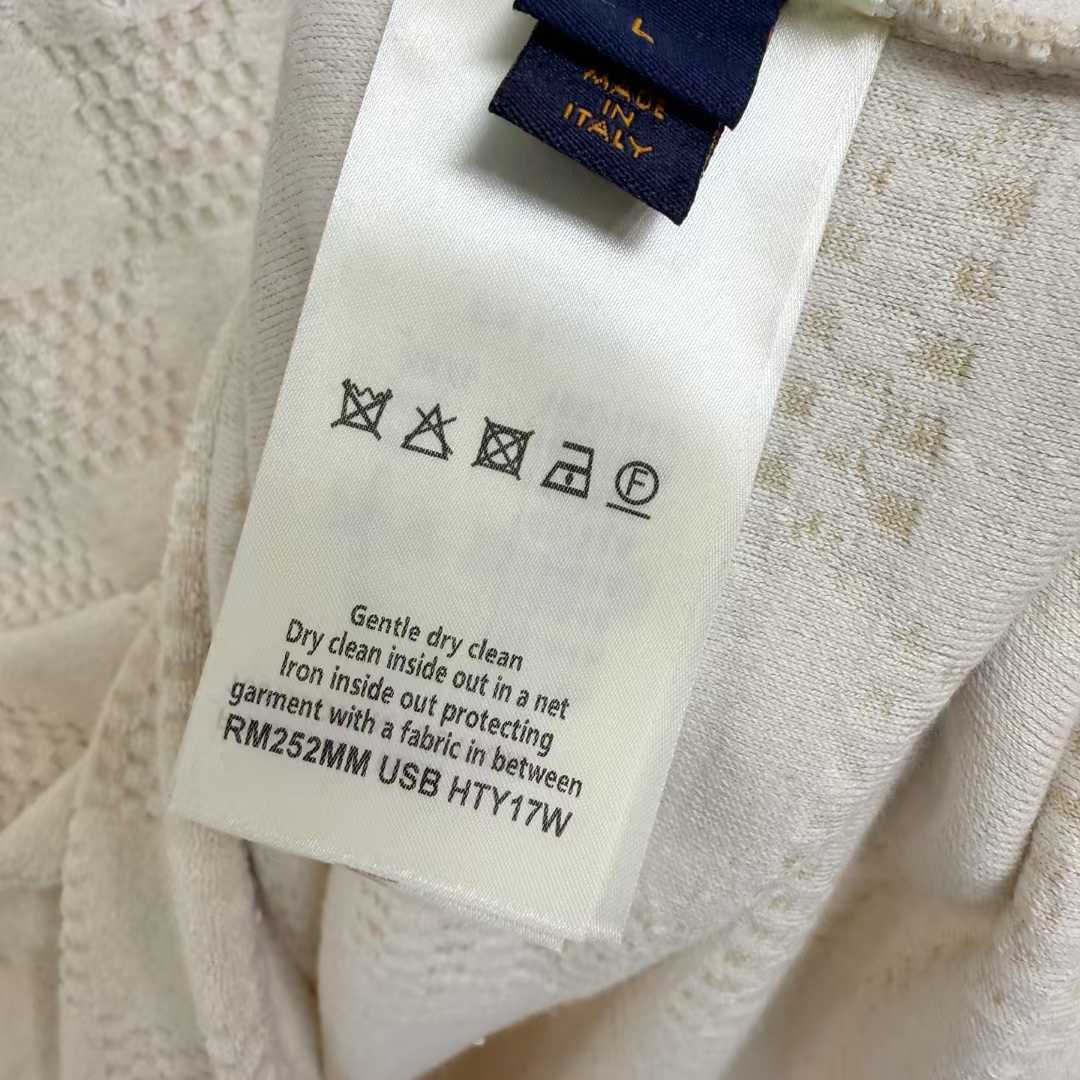 L
MADE
IN
ITALY
F
Gentle dry clean
Dry clean inside out in a net
Iron inside out protecting
garment with a fabric in between
RM252MM USB HTY17W